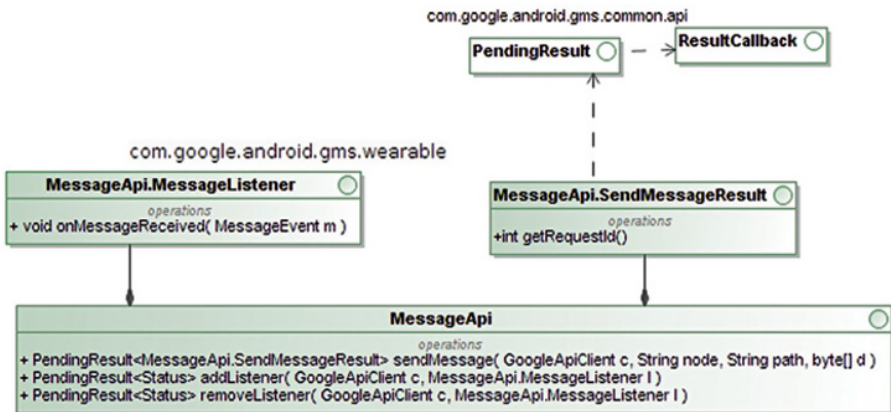 com.google.android.gms.common.api
PendingResult
ResultCallback
com.google.android.gms.wearable
MessageApi.MessageListener
operations
+ void onMessageReceived( MessageEvent m )
MessageApi.SendMessageResult
operations
+int getRequestId()
MessageApi
operations
+ PendingResult<MessageApi.SendMessageResult> sendMessage( GoogleApiClient c, String node, String path, byte[] d )
+ PendingResult<Status> addListener( GoogleApiClient c, MessageApi.MessageListener l )
+ PendingResult<Status> removeListener( GoogleApiClient c, MessageApi.MessageListener l )